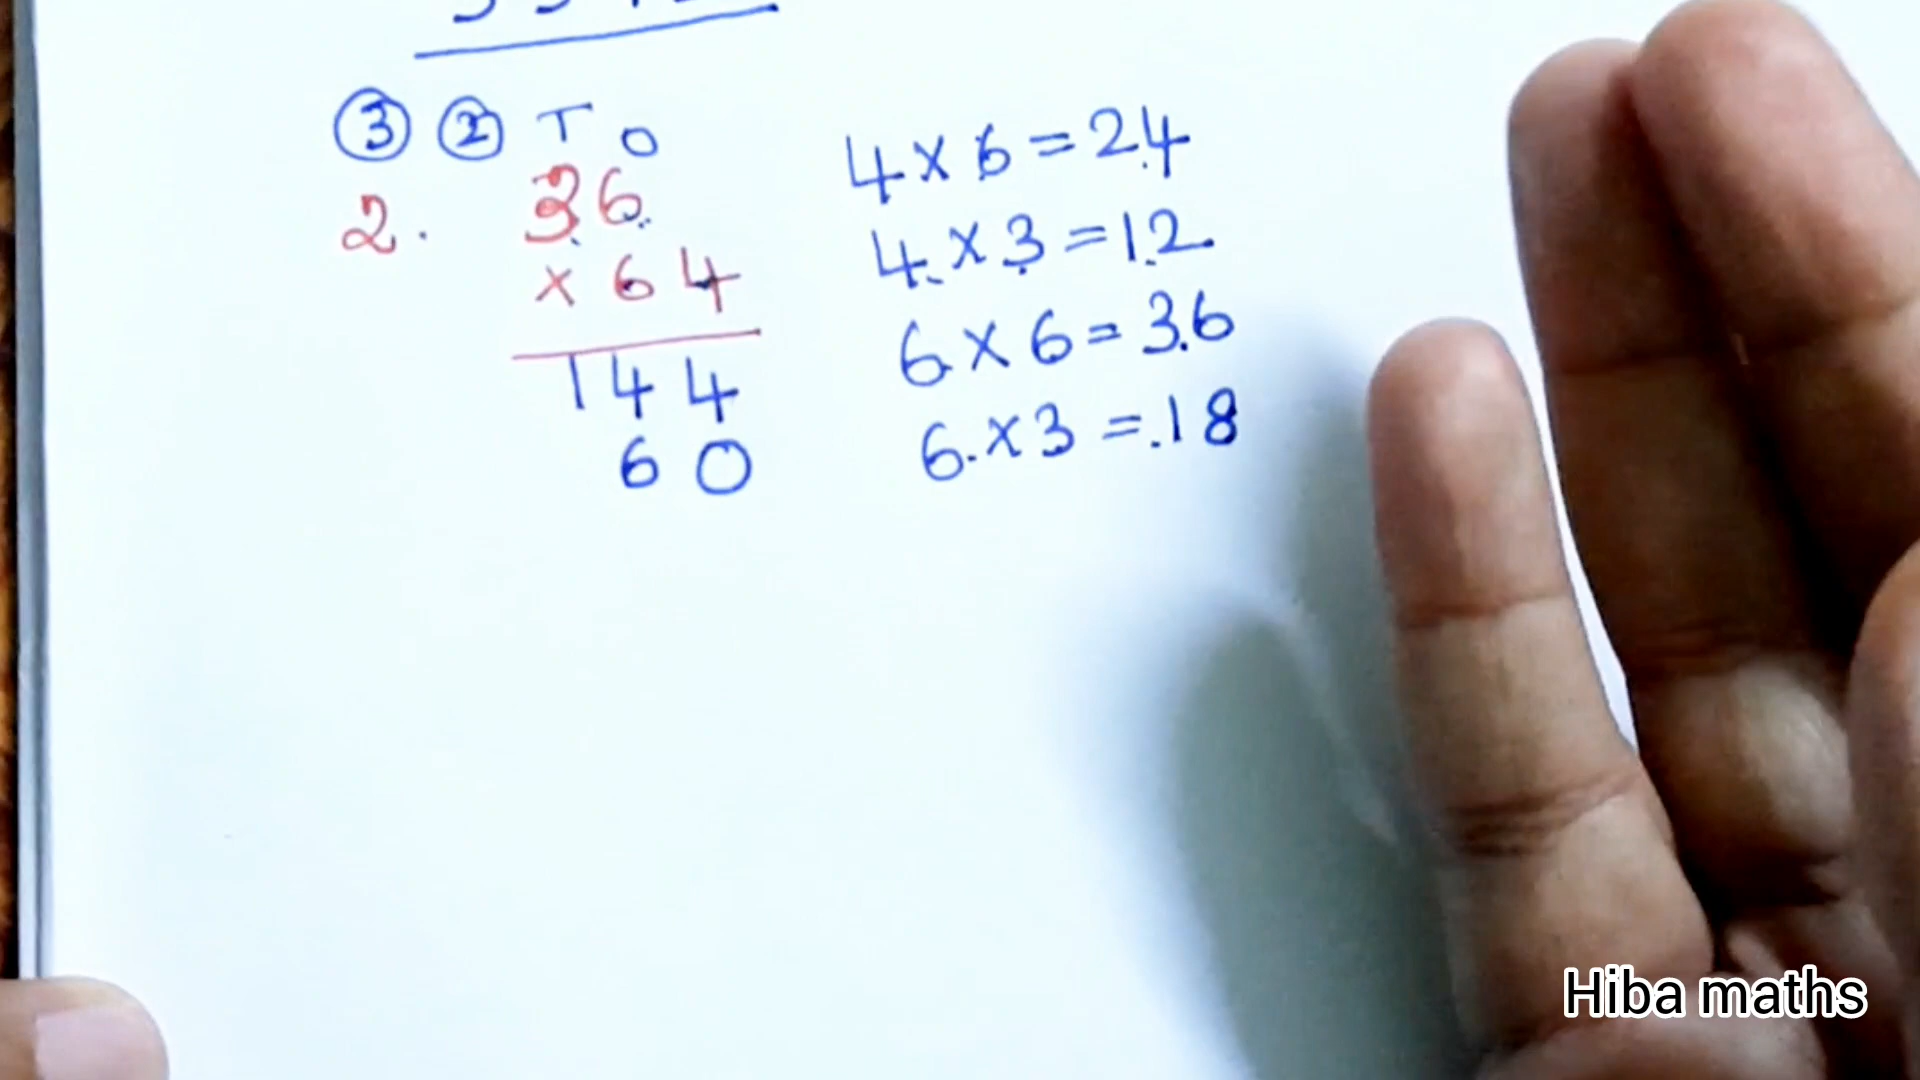 ③ ② T O
2. 36
× 64
144
60
4 × 6 = 24
4 × 3 = 12
6 × 6 = 36
6 × 3 = 18
Hiba maths